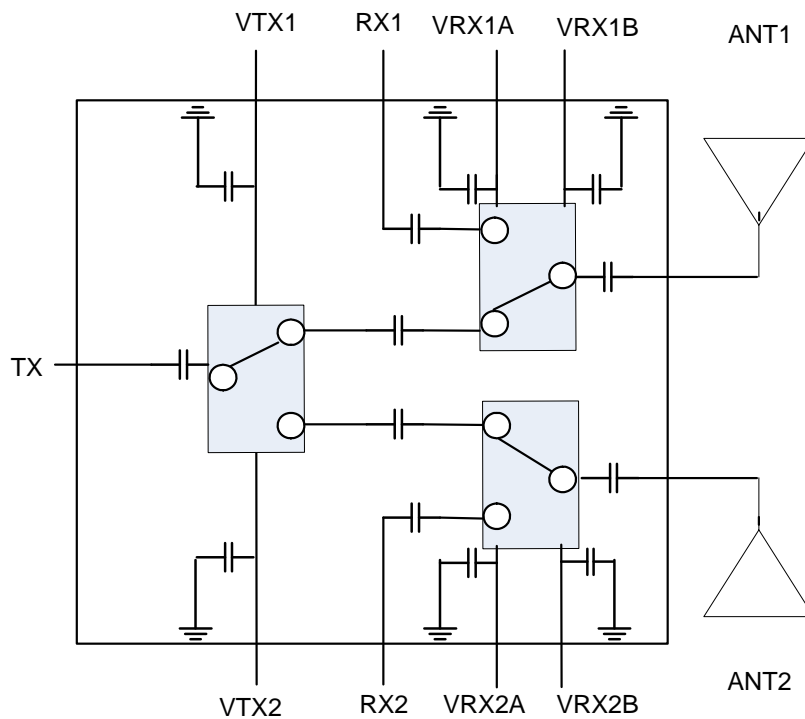 VTX1
RX1
VRX1A
VRX1B
ANT1
TX
VTX2
RX2
VRX2A
VRX2B
ANT2